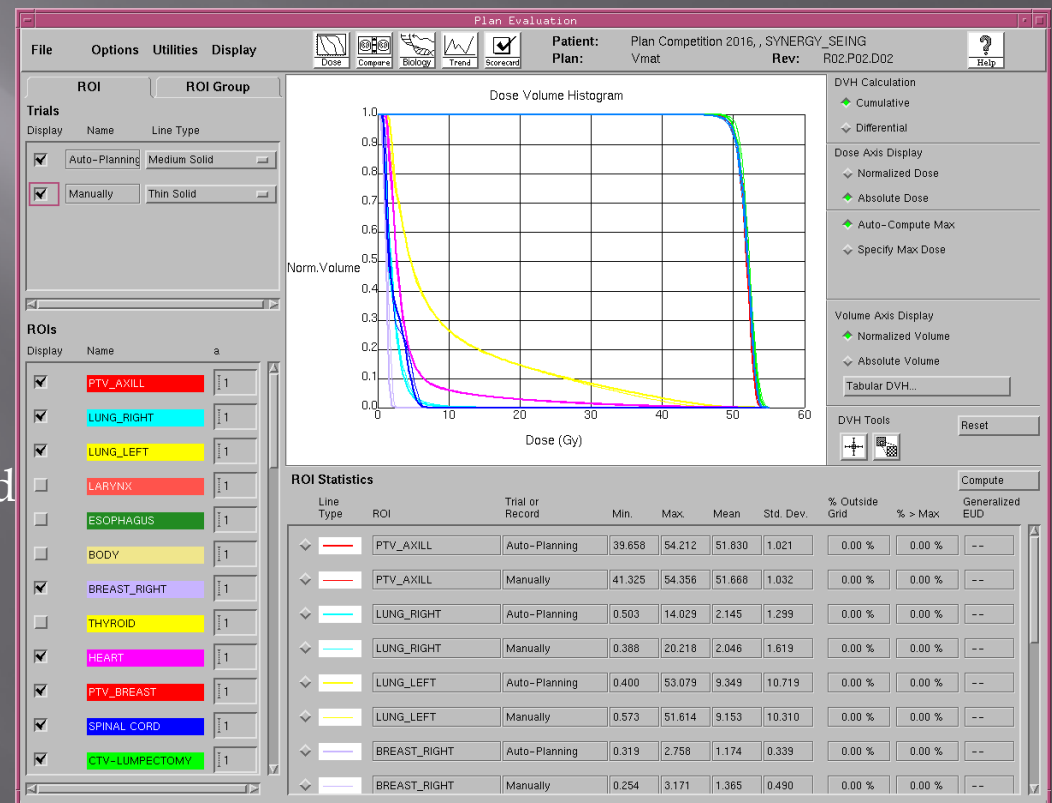 Plan Evaluation
File Options Utilities Display
Dose Compare Biology Trend Scorecard
Patient: Plan Competition 2016, , SYNERGY_SEING
Plan: Vmat Rev: R02.P02.D02
Help
ROI ROI Group
Trials
Display Name Line Type
Auto-Planning Medium Solid
Manually Thin Solid
ROIs
Display Name a
PTV_AXILL 1
LUNG_RIGHT 1
LUNG_LEFT 1
LARYNX 1
ESOPHAGUS 1
BODY 1
BREAST_RIGHT 1
THYROID 1
HEART 1
PTV_BREAST 1
SPINAL CORD 1
CTV-LUMPECTOMY 1
d
Dose Volume Histogram
1.0
0.9
0.8
0.7
0.6
Norm.Volume 0.5
0.4
0.3
0.2
0.1
0.0
0 10 20 30 40 50 60
Dose (Gy)
DVH Calculation
Cumulative
Differential
Dose Axis Display
Normalized Dose
Absolute Dose
Auto-Compute Max
Specify Max Dose
Volume Axis Display
Normalized Volume
Absolute Volume
Tabular DVH...
DVH Tools
Reset
ROI Statistics
Compute
Line Type ROI Trial or Record Min. Max. Mean Std. Dev. % Outside Grid % > Max Generalized EUD
PTV_AXILL Auto-Planning 39.658 54.212 51.830 1.021 0.00 % 0.00 % --
PTV_AXILL Manually 41.325 54.356 51.668 1.032 0.00 % 0.00 % --
LUNG_RIGHT Auto-Planning 0.503 14.029 2.145 1.299 0.00 % 0.00 % --
LUNG_RIGHT Manually 0.388 20.218 2.046 1.619 0.00 % 0.00 % --
LUNG_LEFT Auto-Planning 0.400 53.079 9.349 10.719 0.00 % 0.00 % --
LUNG_LEFT Manually 0.573 51.614 9.153 10.310 0.00 % 0.00 % --
BREAST_RIGHT Auto-Planning 0.319 2.758 1.174 0.339 0.00 % 0.00 % --
BREAST_RIGHT Manually 0.254 3.171 1.365 0.490 0.00 % 0.00 % --